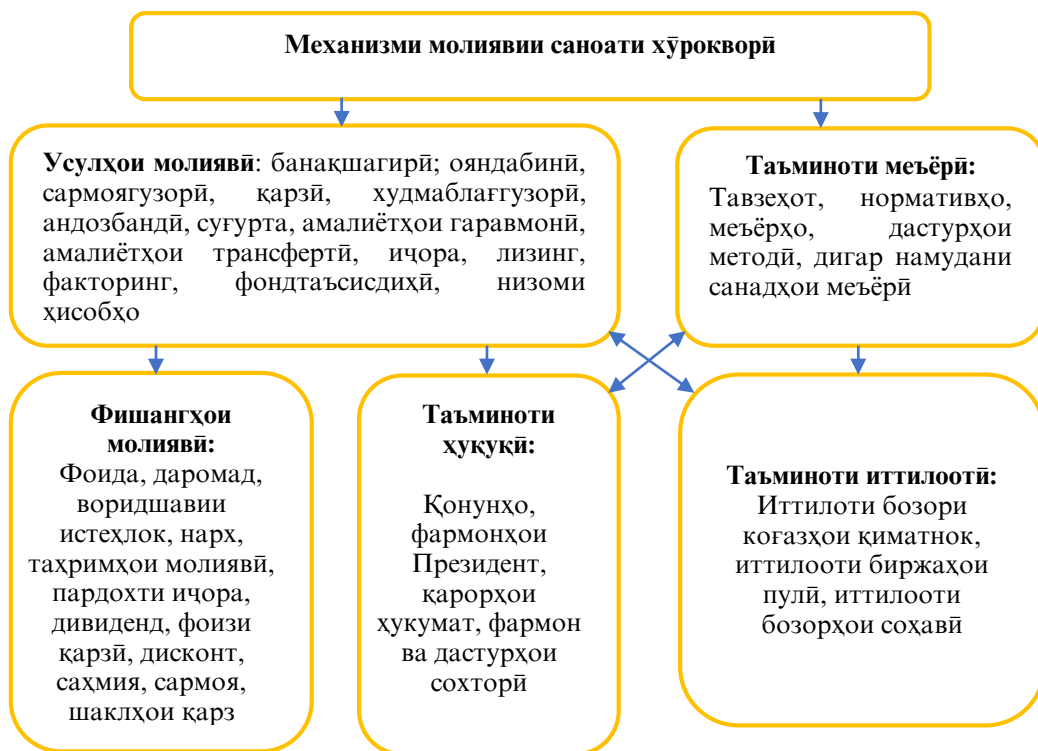 Механизми молиявии саноати хӯрокворӣ
Усулҳои молиявӣ: банақшагирӣ; ояндабинӣ,
сармоягузорӣ, қарзӣ, худмаблағгузорӣ,
андозбандӣ, суғурта, амалиётҳои гаравмонӣ,
амалиётҳои трансфертӣ, иҷора, лизинг,
факторинг, фондтаъсисдиҳӣ, низоми
ҳисобҳо
Таъминоти меъёрӣ:
Тавзеҳот, нормативҳо,
меъёрҳо, дастурҳои
методӣ, дигар намудани
санадҳои меъёрӣ
Фишангҳои
молиявӣ:
Фоида, даромад,
воридшавии
истеҳлок, нарх,
таҳримҳои молиявӣ,
пардохти иҷора,
дивиденд, фоизи
қарзӣ, дисконт,
саҳмия, сармоя,
шаклҳои қарз
Таъминоти
ҳуқуқӣ:
Қонунҳо,
фармонҳои
Президент,
қарорҳои
ҳукумат, фармон
ва дастурҳои
сохторӣ
Таъминоти иттилоотӣ:
Иттилоти бозори
коғазҳои қиматнок,
иттилооти биржаҳои
пулӣ, иттилооти
бозорҳои соҳавӣ